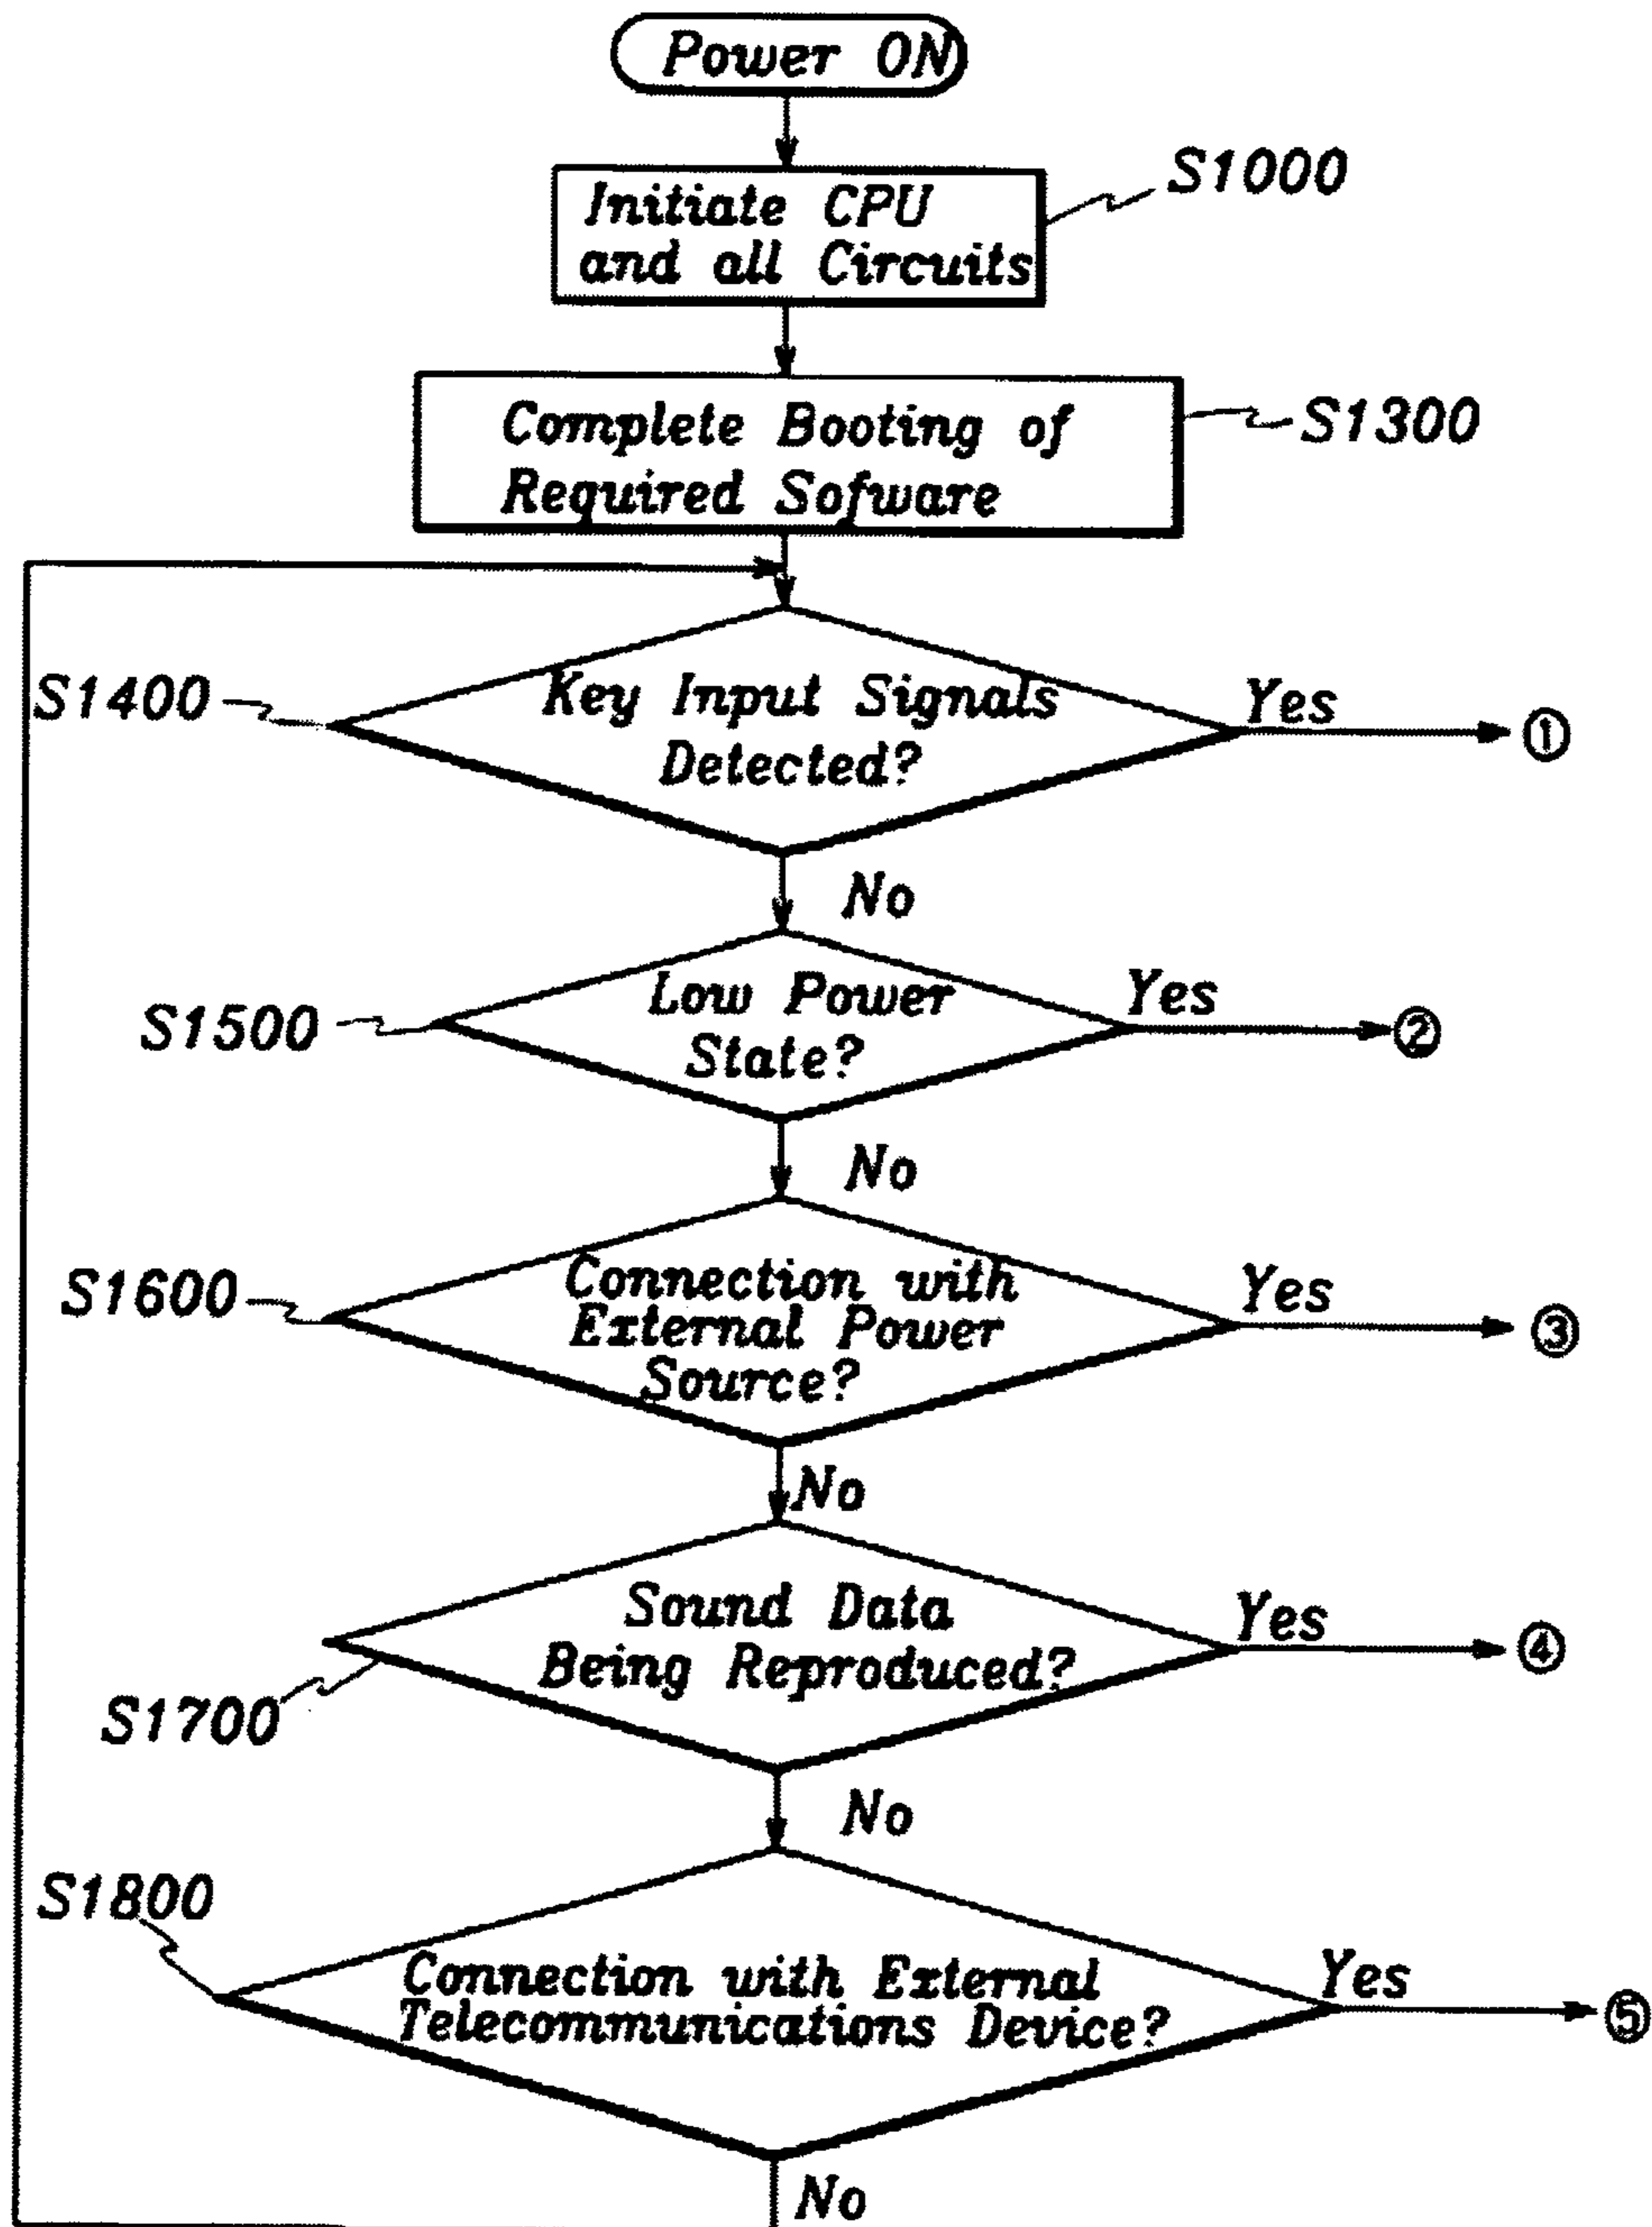 Power ON
S1000
Initiate CPU
and all Circuits
S1300
Complete Booting of
Required Sofware
S1400
Key Input Signals
Detected?
Yes
①
No
S1500
Low Power
State?
Yes
②
No
S1600
Connection with
External Power
Source?
Yes
③
No
Sound Data
Being Reproduced?
Yes
④
S1700
No
S1800
Connection with External
Telecommunications Device?
Yes
⑤
No